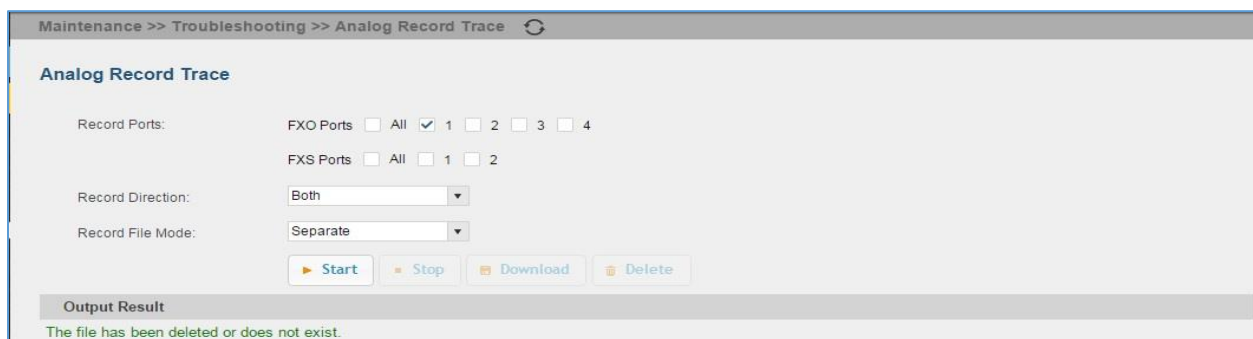 Maintenance >> Troubleshooting >> Analog Record Trace
Analog Record Trace
Record Ports: FXO Ports All 1 2 3 4
FXS Ports All 1 2
Record Direction: Both
Record File Mode: Separate
Start Stop Download Delete
Output Result
The file has been deleted or does not exist.